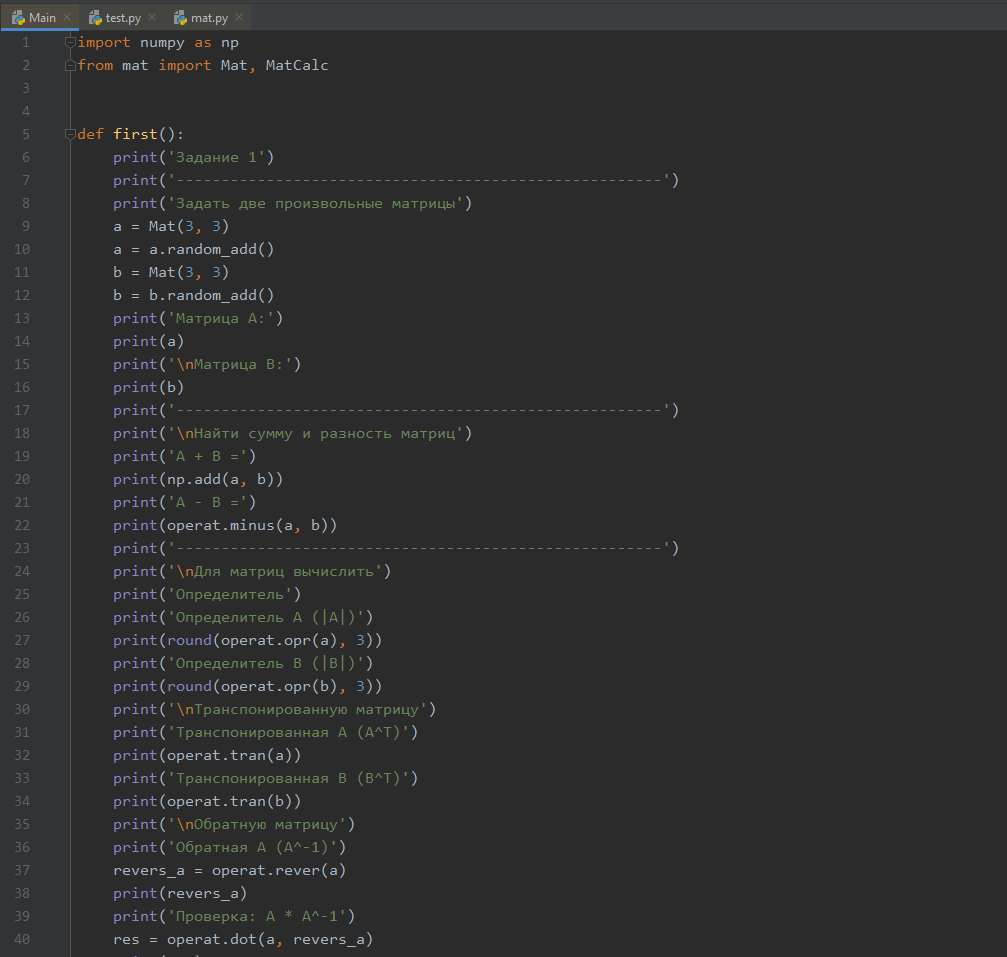 Main test.py mat.py
1 import numpy as np
2 from mat import Mat, MatCalc
3
4
5 def first():
6     print('Задание 1')
7     print('------------------------------------------------------')
8     print('Задать две произвольные матрицы')
9     a = Mat(3, 3)
10     a = a.random_add()
11     b = Mat(3, 3)
12     b = b.random_add()
13     print('Матрица A:')
14     print(a)
15     print('\nМатрица B:')
16     print(b)
17     print('------------------------------------------------------')
18     print('\nНайти сумму и разность матриц')
19     print('A + B =')
20     print(np.add(a, b))
21     print('A - B =')
22     print(operat.minus(a, b))
23     print('------------------------------------------------------')
24     print('\nДля матриц вычислить')
25     print('Определитель')
26     print('Определитель A (|A|)')
27     print(round(operat.opr(a), 3))
28     print('Определитель B (|B|)')
29     print(round(operat.opr(b), 3))
30     print('\nТранспонированную матрицу')
31     print('Транспонированная A (A^T)')
32     print(operat.tran(a))
33     print('Транспонированная B (B^T)')
34     print(operat.tran(b))
35     print('\nОбратную матрицу')
36     print('Обратная A (A^-1)')
37     revers_a = operat.rever(a)
38     print(revers_a)
39     print('Проверка: A * A^-1')
40     res = operat.dot(a, revers_a)